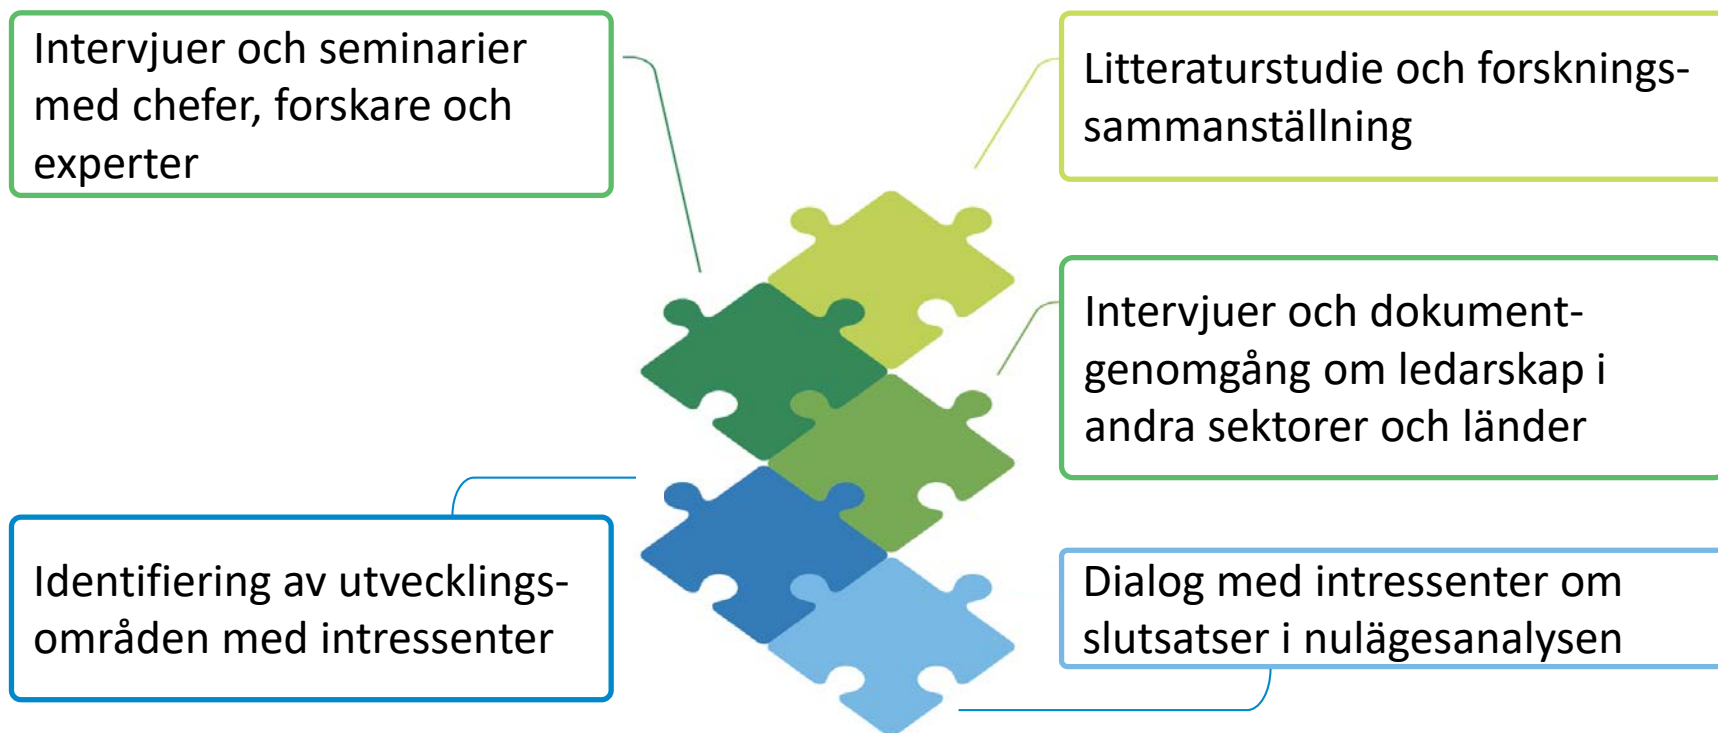 Intervjuer och seminarier
med chefer, forskare och
experter
Litteraturstudie och forsknings-
sammanställning
Intervjuer och dokument-
genomgång om ledarskap i
andra sektorer och länder
Identifiering av utvecklings-
områden med intressenter
Dialog med intressenter om
slutsatser i nulägesanalysen